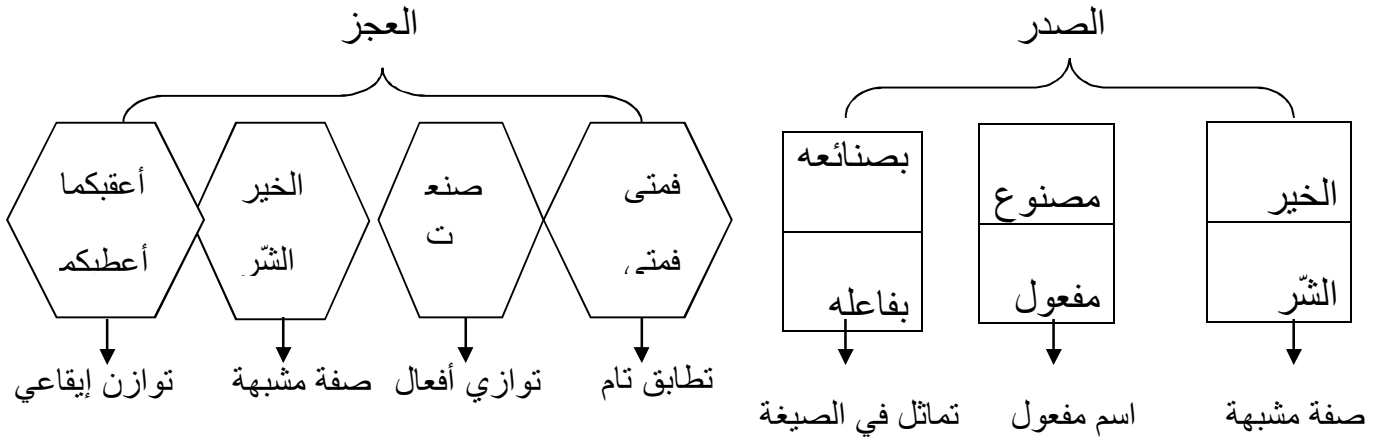 الصدر
الخير
الشّر
صفة مشبهة
مصنوع
مفعول
اسم مفعول
بصنائعه
بفاعله
تماثل في الصيغة
العجز
فمتى
فمتى
تطابق تام
صنع
ت
توازي أفعال
الخير
الشّر
صفة مشبهة
أعقبكما
توازن إيقاعي